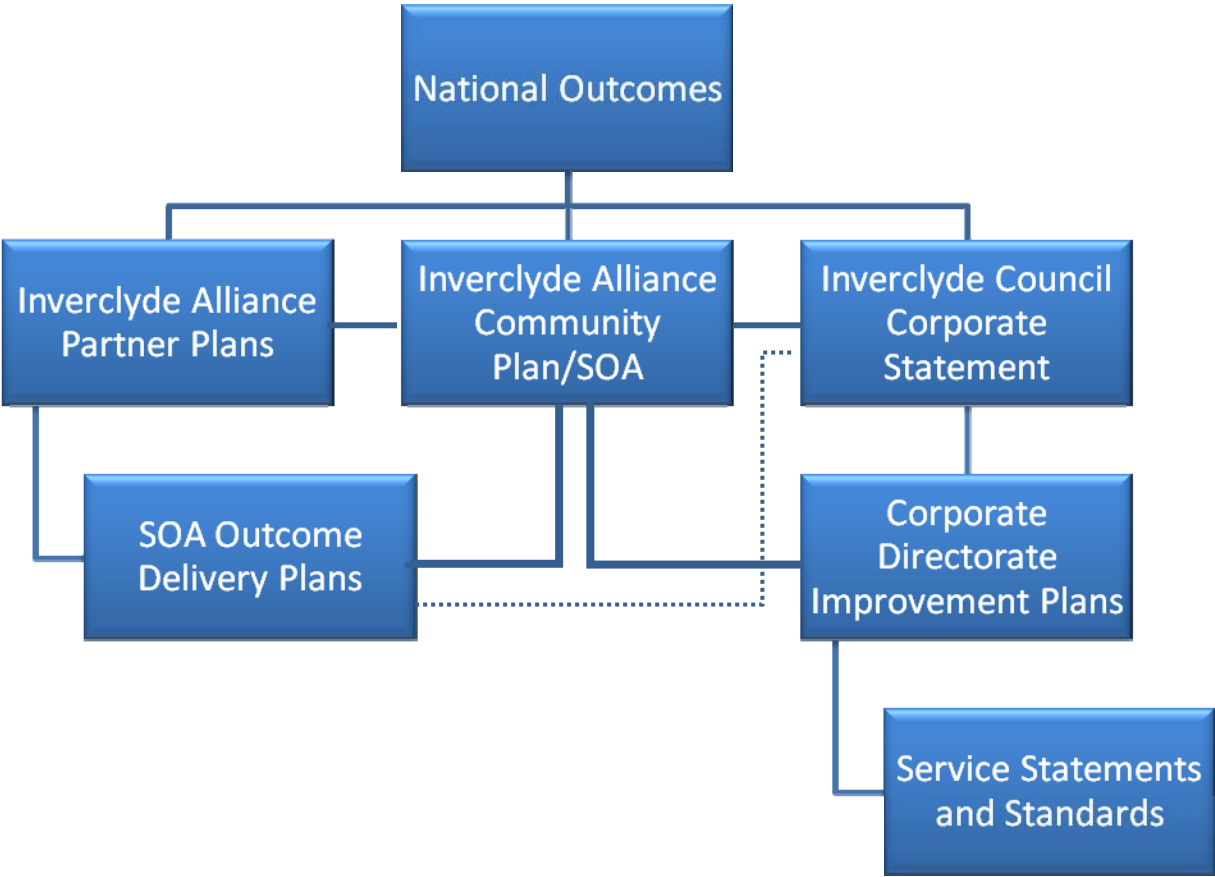 National Outcomes
Inverclyde Alliance
Partner Plans
Inverclyde Alliance
Community
Plan/SOA
Inverclyde Council
Corporate
Statement
SOA Outcome
Delivery Plans
Corporate
Directorate
Improvement Plans
Service Statements
and Standards